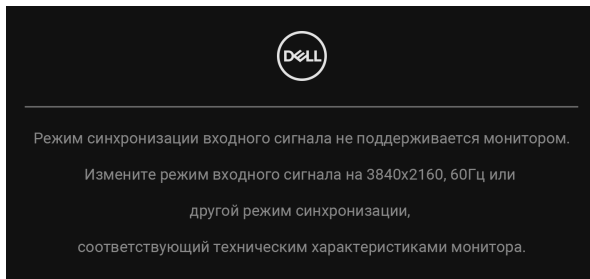 DELL
Режим синхронизации входного сигнала не поддерживается монитором.
Измените режим входного сигнала на 3840x2160, 60Гц или
другой режим синхронизации,
соответствующий техническим характеристиками монитора.